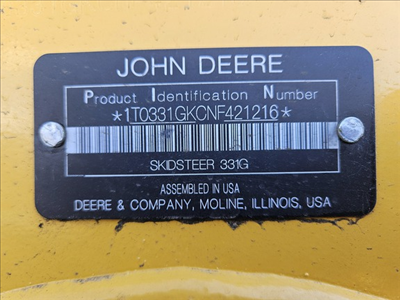 JOHN DEERE
Product Identification Number
*1T0331GKCNF421216*
SKIDSTEER 331G
ASSEMBLED IN USA
DEERE & COMPANY, MOLINE, ILLINOIS, USA